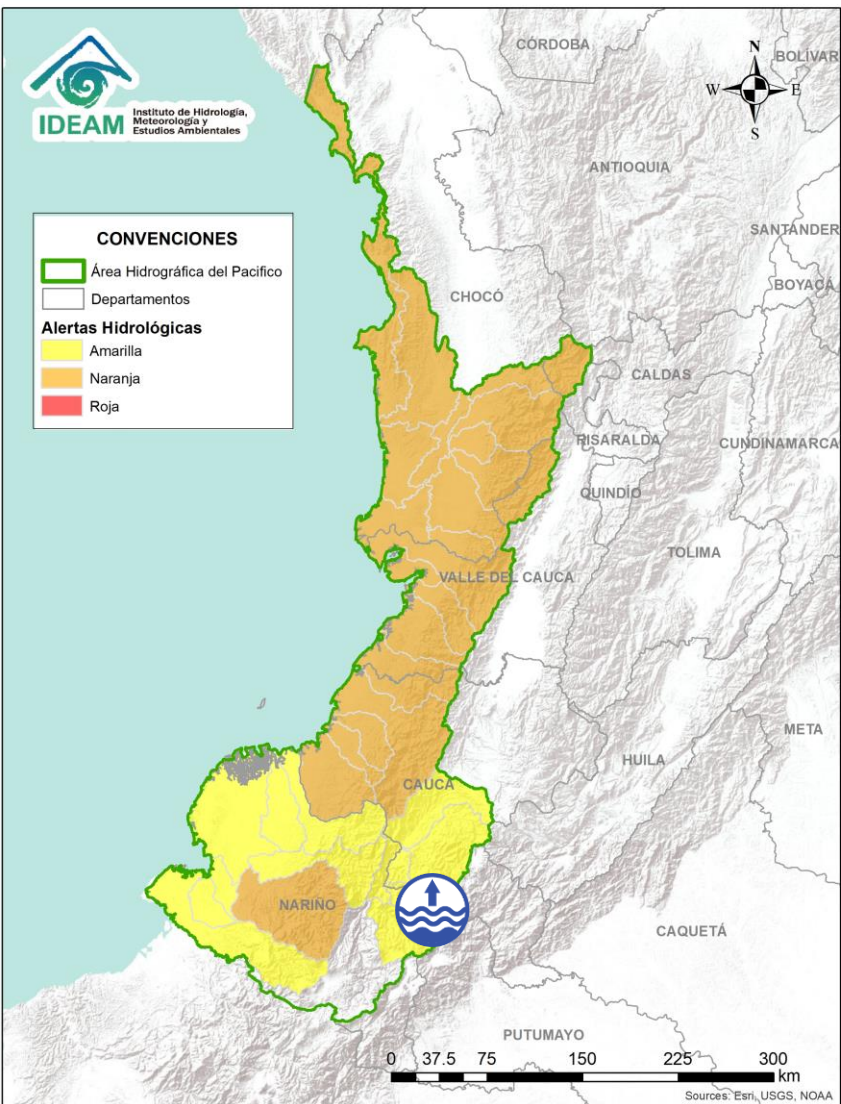 IDEAM
Instituto de Hidrología,
Meteorología y
Estudios Ambientales
CÓRDOBA
BOLÍVAR
N
W
E
S
ANTIOQUIA
SANTANDER
BOYACÁ
CONVENCIONES
Área Hidrográfica del Pacifico
Departamentos
Alertas Hidrológicas
Amarilla
Naranja
Roja
CHOCÓ
CALDAS
RISARALDA
CUNDINAMARCA
QUINDÍO
TOLIMA
VALLE DEL CAUCA
META
HUILA
CAUCA
NARIÑO
CAQUETÁ
PUTUMAYO
0 37.5 75 150 225 300
km
Sources: Esri, USGS, NOAA